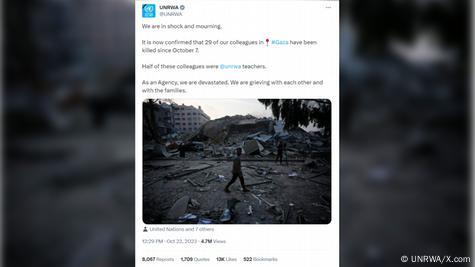 UNRWA
@UNRWA
We are in shock and mourning.
It is now confirmed that 29 of our colleagues in 📍 #Gaza have been
killed since October 7.
Half of these colleagues were @unrwa teachers.
As an Agency, we are devastated. We are grieving with each other and
with the families.
United Nations and 7 others
12:29 PM · Oct 22, 2023 · 4.7M Views
8,067 Reposts 1,709 Quotes 13K Likes 522 Bookmarks
© UNRWA/X.com